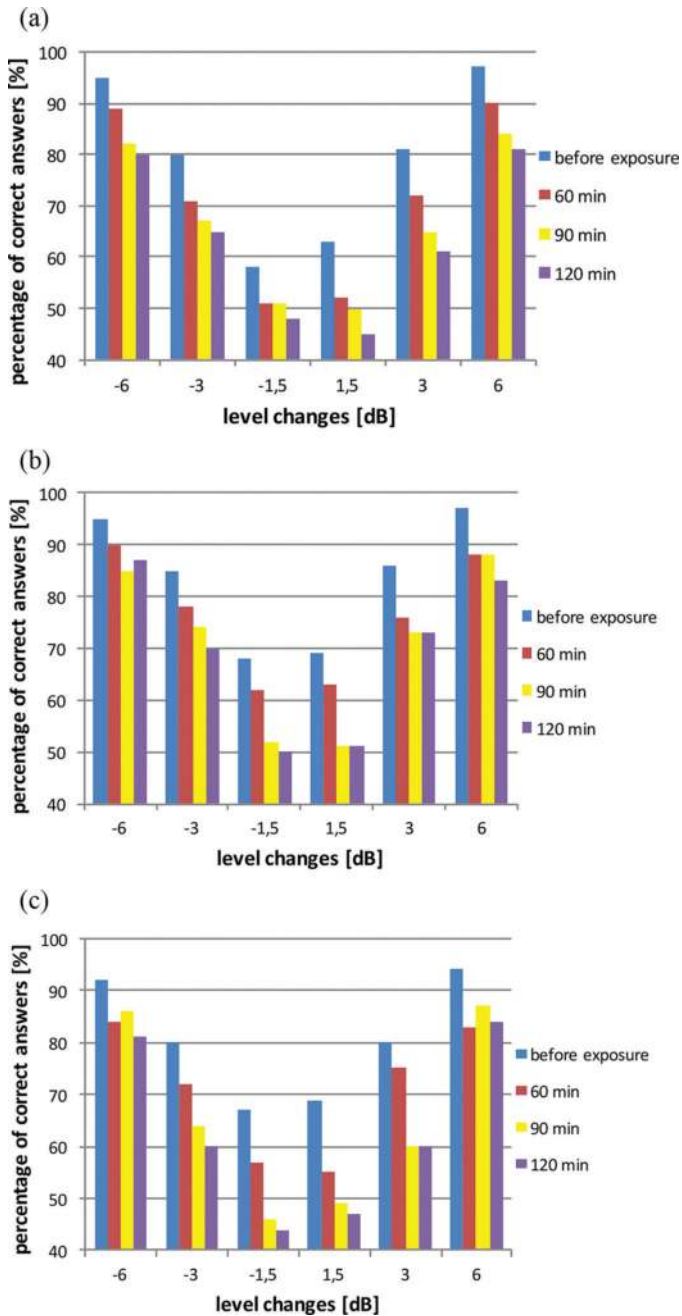 (a)
percentage of correct answers [%]
100
90
80
70
60
50
40
-6 -3 -1,5 1,5 3 6
level changes [dB]
before exposure
60 min
90 min
120 min
(b)
percentage of correct answers [%]
100
90
80
70
60
50
40
-6 -3 -1,5 1,5 3 6
level changes [dB]
before exposure
60 min
90 min
120 min
(c)
percentage of correct answers [%]
100
90
80
70
60
50
40
-6 -3 -1,5 1,5 3 6
level changes [dB]
before exposure
60 min
90 min
120 min